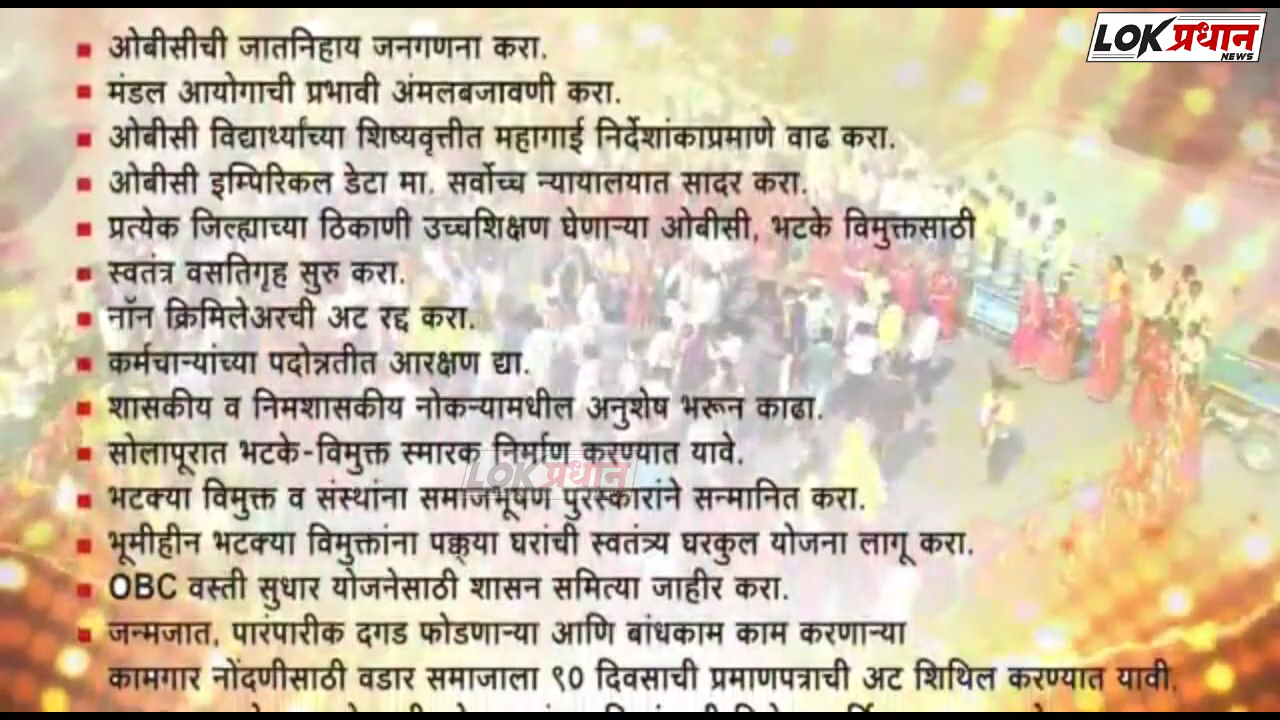 LOK प्रधान
NEWS
▪ ओबीसीची जातनिहाय जनगणना करा.
▪ मंडल आयोगाची प्रभावी अंमलबजावणी करा.
▪ ओबीसी विद्यार्थ्यांच्या शिष्यवृत्तीत महागाई निर्देशांकाप्रमाणे वाढ करा.
▪ ओबीसी इम्पिरिकल डेटा मा. सर्वोच्च न्यायालयात सादर करा.
▪ प्रत्येक जिल्ह्याच्या ठिकाणी उच्चशिक्षण घेणाऱ्या ओबीसी, भटके विमुक्तसाठी
▪ स्वतंत्र वसतिगृह सुरु करा.
▪ नॉन क्रिमिलेअरची अट रद्द करा.
▪ कर्मचाऱ्यांच्या पदोन्नतीत आरक्षण द्या.
▪ शासकीय व निमशासकीय नोकऱ्यामधील अनुशेष भरून काढा.
▪ सोलापूरात भटके-विमुक्त स्मारक निर्माण करण्यात यावे.
LOK प्रधान
▪ भटक्या विमुक्त व संस्थांना समाजभूषण पुरस्कारांने सन्मानित करा.
▪ भूमीहीन भटक्या विमुक्तांना पक्क्या घरांची स्वतंत्र्य घरकुल योजना लागू करा.
▪ OBC वस्ती सुधार योजनेसाठी शासन समित्या जाहीर करा.
▪ जन्मजात, पारंपारीक दगड फोडणाऱ्या आणि बांधकाम काम करणाऱ्या
कामगार नोंदणीसाठी वडार समाजाला ९० दिवसाची प्रमाणपत्राची अट शिथिल करण्यात यावी.